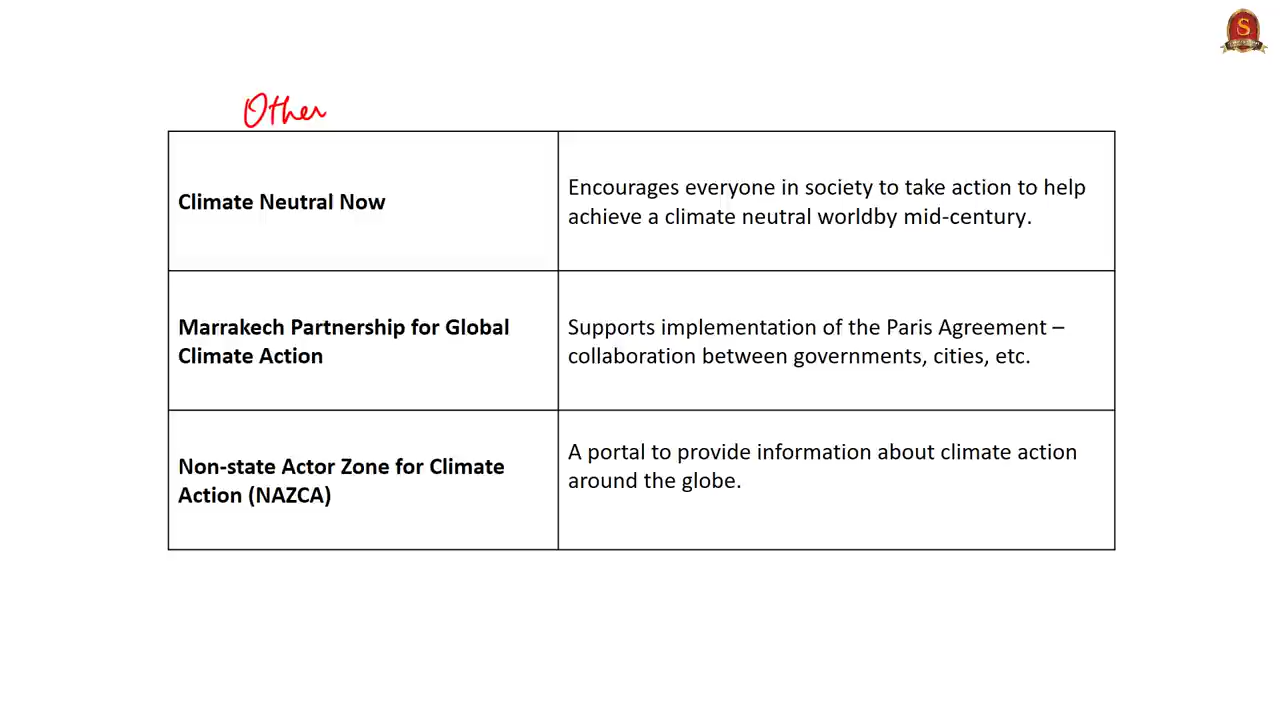 Other
Climate Neutral Now
Encourages everyone in society to take action to help
achieve a climate neutral worldby mid-century.
Marrakech Partnership for Global
Climate Action
Supports implementation of the Paris Agreement –
collaboration between governments, cities, etc.
Non-state Actor Zone for Climate
Action (NAZCA)
A portal to provide information about climate action
around the globe.
S